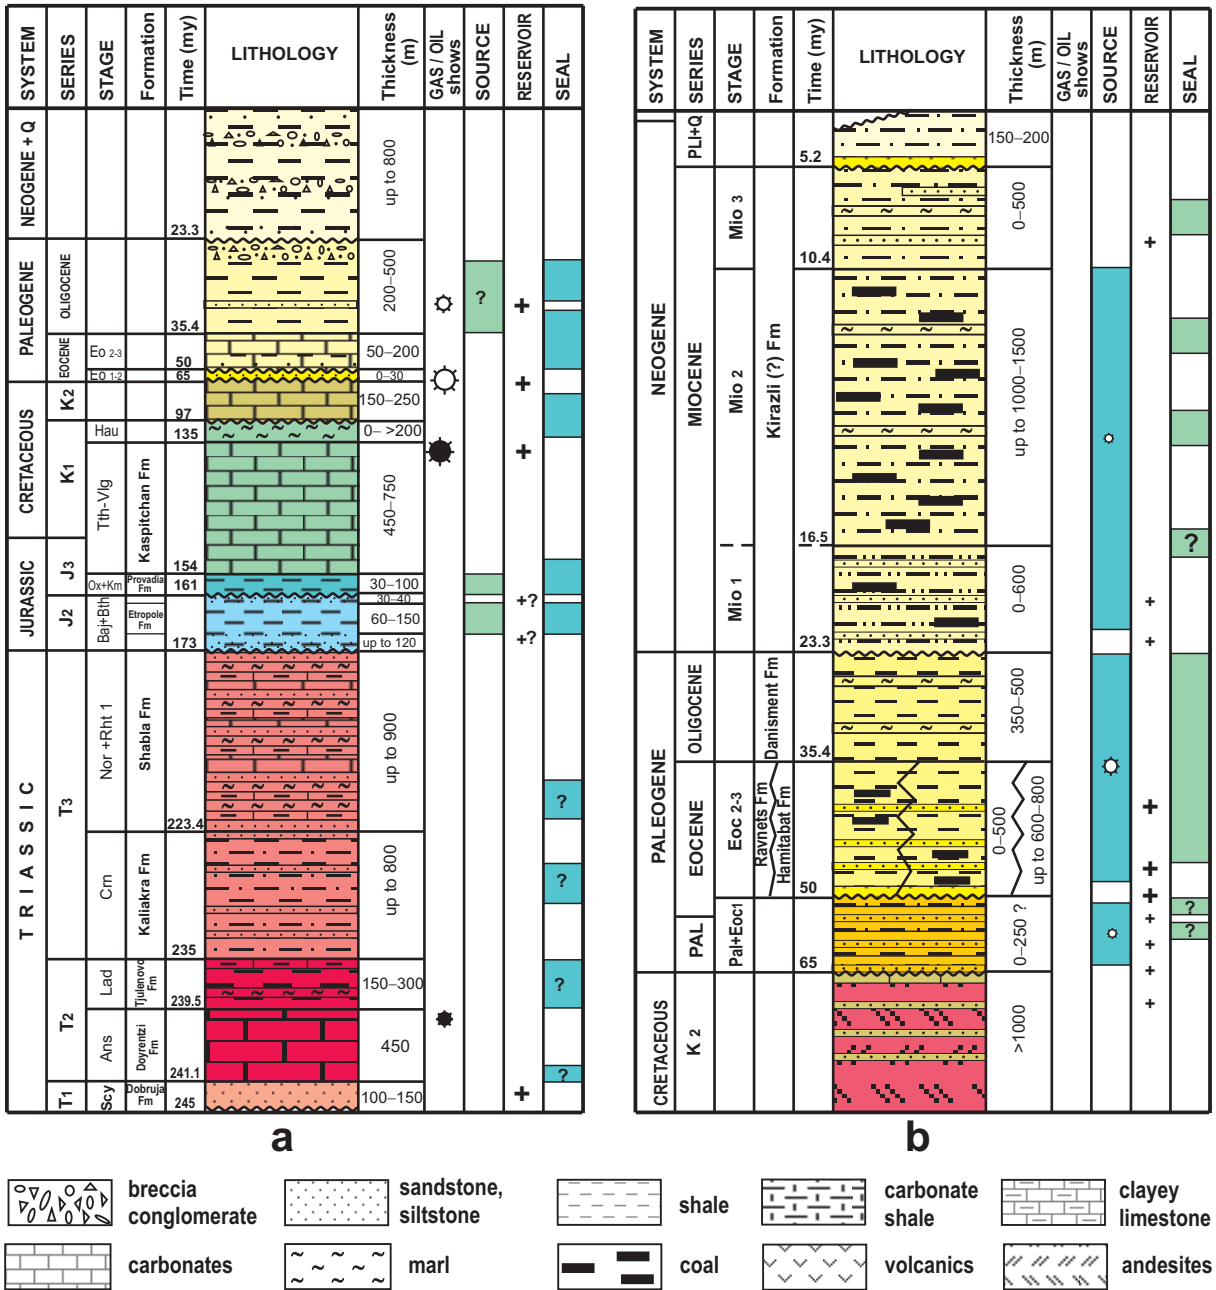 SYSTEM
SERIES
STAGE
Formation
Time (my)
LITHOLOGY
Thickness
(m)
GAS / OIL
shows
SOURCE
RESERVOIR
SEAL
NEOGENE + Q
23.3
up to 800
PALEOGENE
OLIGOCENE
35.4
200–500
?
+
EOCENE
Eo 2-3
50
50–200
Eo 1-2
65
0–30
+
CRETACEOUS
K2
97
150–250
K1
Hau
135
0– >200
+
Tth-Vlg
Kaspitchan Fm
154
450–750
JURASSIC
J3
Ox+Km
Provadia
Fm
161
30–100
J2
Baj+Bth
30–40
+?
Etropole
Fm
60–150
+?
173
up to 120
TRIASSIC
T3
Nor +Rht 1
Shabla Fm
223.4
up to 900
?
Crn
Kaliakra Fm
235
up to 800
?
T2
Lad
Tjulenovo
Fm
239.5
150–300
?
Ans
Doyrentzi
Fm
241.1
450
?
T1
Scy
Dobruja
Fm
245
100–150
+
a
SYSTEM
SERIES
STAGE
Formation
Time (my)
LITHOLOGY
Thickness
(m)
GAS / OIL
shows
SOURCE
RESERVOIR
SEAL
PLI+Q
5.2
150–200
NEOGENE
MIOCENE
Mio 3
10.4
0–500
+
Kirazli (?) Fm
Mio 2
16.5
up to 1000–1500
?
Mio 1
23.3
0–600
+
+
PALEOGENE
OLIGOCENE
Danisment Fm
35.4
350–500
EOCENE
Eoc 2-3
Ravnets Fm
Hamitabat Fm
50
0–500
up to 600–800
+
+
+
PAL
Pal+Eoc1
65
0–250 ?
?
+
?
+
+
CRETACEOUS
K 2
>1000
+
b
breccia
conglomerate
sandstone,
siltstone
shale
carbonate
shale
clayey
limestone
carbonates
marl
coal
volcanics
andesites